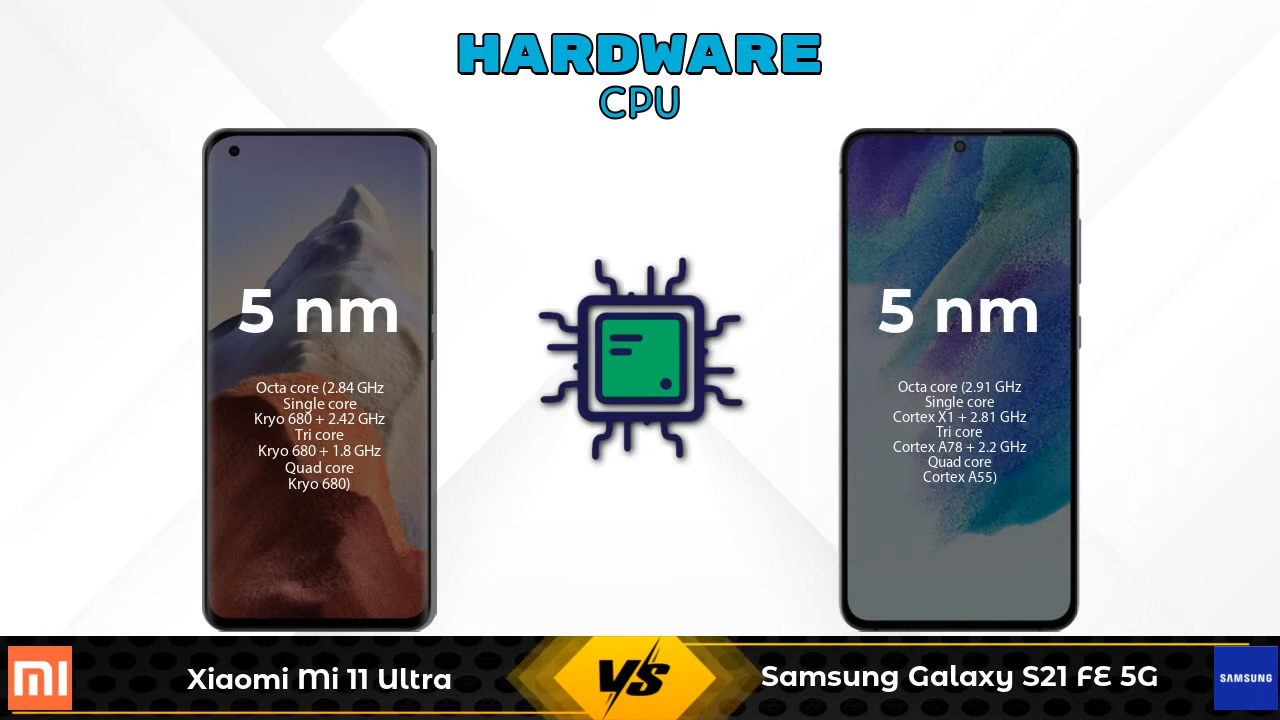 HARDWARE
CPU
5 nm
Octa core (2.84 GHz
Single core
Kryo 680 + 2.42 GHz
Tri core
Kryo 680 + 1.8 GHz
Quad core
Kryo 680)
5 nm
Octa core (2.91 GHz
Single core
Cortex X1 + 2.81 GHz
Tri core
Cortex A78 + 2.2 GHz
Quad core
Cortex A55)
MI
Xiaomi Mi 11 Ultra
VS
Samsung Galaxy S21 FE 5G
SAMSUNG